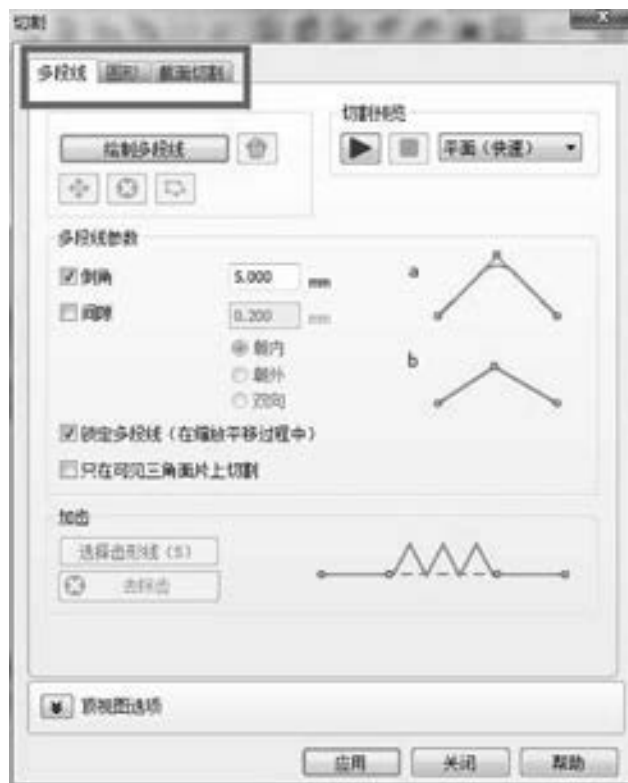 切割
多段线 圆形 截面切割
切割预览
绘制多段线
平面（快速）
多段线参数
倒角 5.000 mm
a
间隙 0.200 mm
朝内
b
朝外
双向
锁定多段线（在缩放平移过程中）
只在可见三角面片上切割
加齿
选择齿形线（S）
去除齿
顶视图选项
应用 关闭 帮助